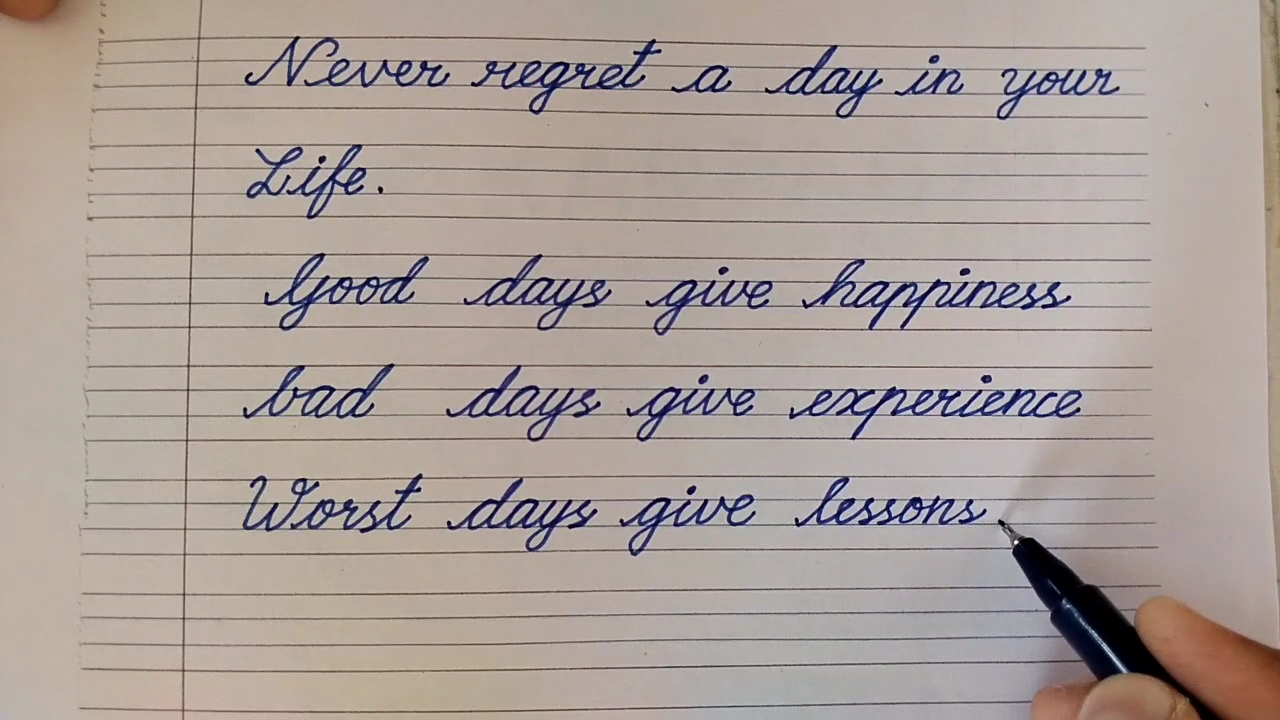 Never regret a day in your
Life.
Good days give happiness
bad days give experience
Worst days give lessons